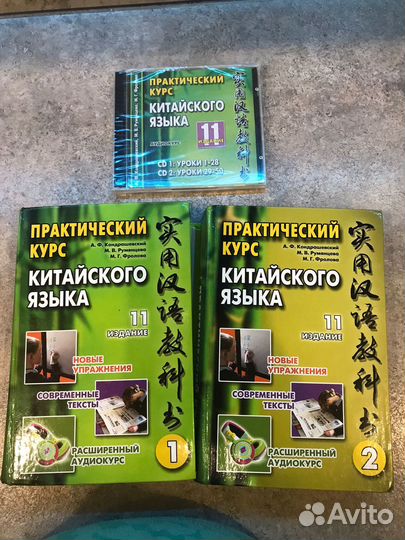 ПРАКТИЧЕСКИЙ
КУРС
КИТАЙСКОГО
ЯЗЫКА
11
ИЗДАНИЕ
АУДИОКУРС
CD 1: УРОКИ 1-28
CD 2: УРОКИ 29-50
实用汉语教科书
ПРАКТИЧЕСКИЙ
КУРС
А. Ф. Кондрашевский
М. В. Румянцева
М. Г. Фролова
КИТАЙСКОГО
ЯЗЫКА
11
ИЗДАНИЕ
НОВЫЕ
УПРАЖНЕНИЯ
СОВРЕМЕННЫЕ
ТЕКСТЫ
РАСШИРЕННЫЙ
АУДИОКУРС
1
实用汉语教科书
ПРАКТИЧЕСКИЙ
КУРС
А. Ф. Кондрашевский
М. В. Румянцева
М. Г. Фролова
КИТАЙСКОГО
ЯЗЫКА
11
ИЗДАНИЕ
НОВЫЕ
УПРАЖНЕНИЯ
СОВРЕМЕННЫЕ
ТЕКСТЫ
РАСШИРЕННЫЙ
АУДИОКУРС
2
实用汉语教科书
Avito